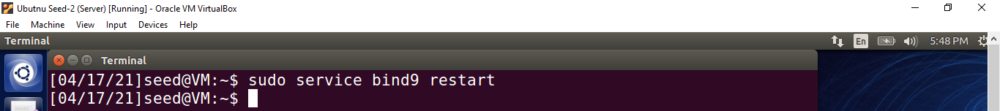 Ubutnu Seed-2 (Server) [Running] - Oracle VM VirtualBox
File Machine View Input Devices Help
Terminal En 5:48 PM
Terminal
[04/17/21]seed@VM:~$ sudo service bind9 restart
[04/17/21]seed@VM:~$